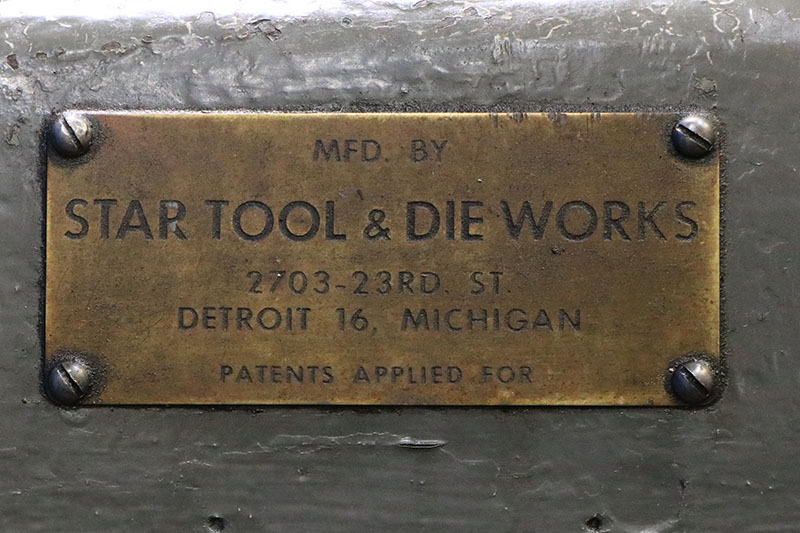 MFD. BY
STAR TOOL & DIE WORKS
2703-23RD. ST.
DETROIT 16, MICHIGAN
PATENTS APPLIED FOR